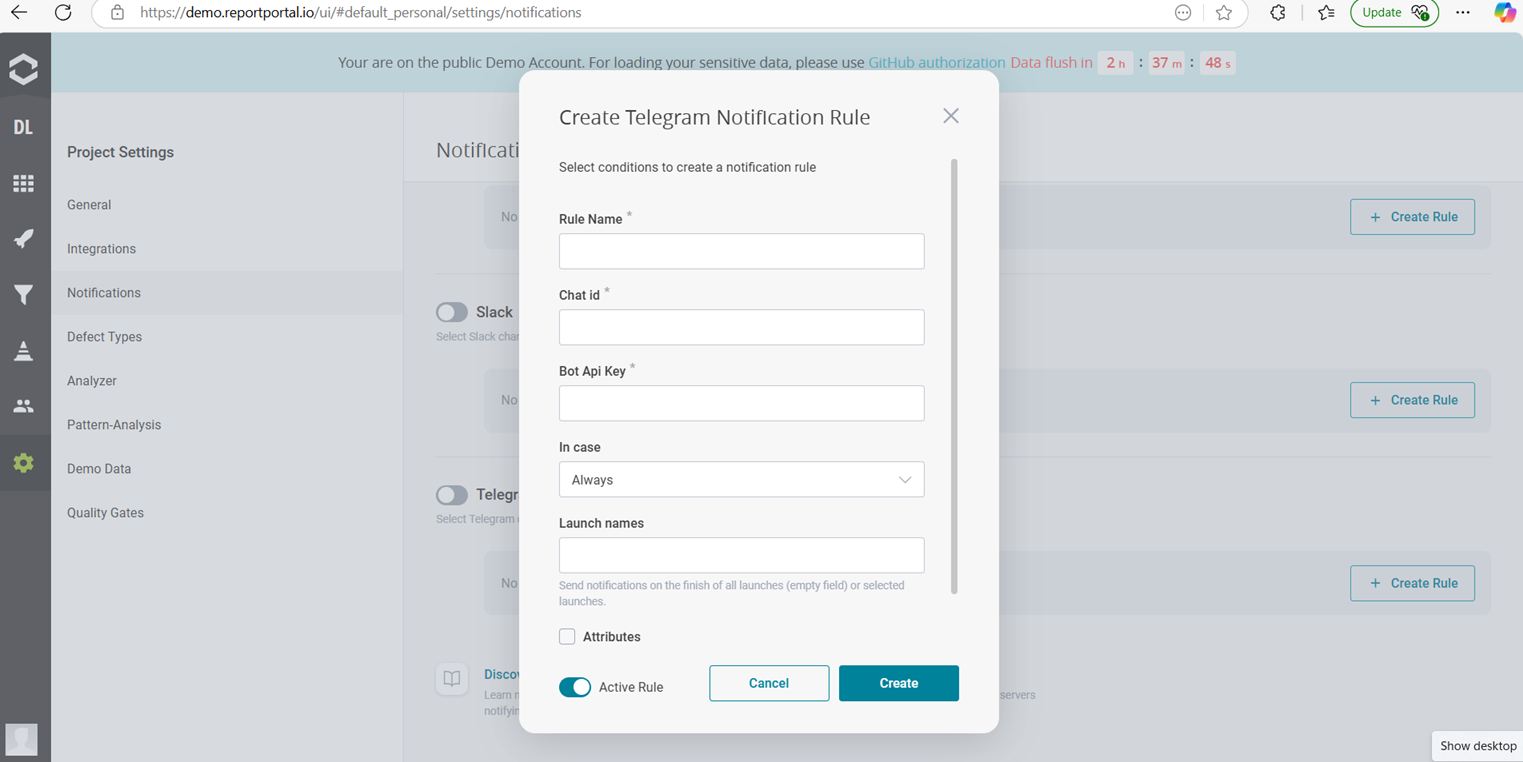 https://demo.reportportal.io/ui/#default_personal/settings/notifications
Update
Your are on the public Demo Account. For loading your sensitive data, please use GitHub authorization Data flush in 2 h : 37 m : 48 s
DL
Project Settings
General
Integrations
Notifications
Defect Types
Analyzer
Pattern-Analysis
Demo Data
Quality Gates
Notificati
No
Create Rule
Slack
Select Slack char
No
Create Rule
Telegr
Select Telegram
No
Create Rule
Discov
Learn
servers
notifyin
Create Telegram Notification Rule
Select conditions to create a notification rule
Rule Name *
Chat id *
Bot Api Key *
In case
Always
Launch names
Send notifications on the finish of all launches (empty field) or selected
launches.
Attributes
Active Rule
Cancel
Create
Show desktop